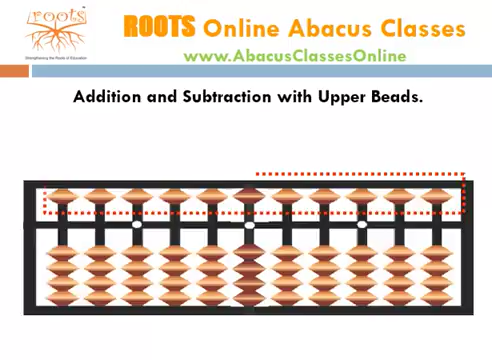 roots
Strengthening the Roots of Education
ROOTS Online Abacus Classes
www.AbacusClassesOnline
Addition and Subtraction with Upper Beads.